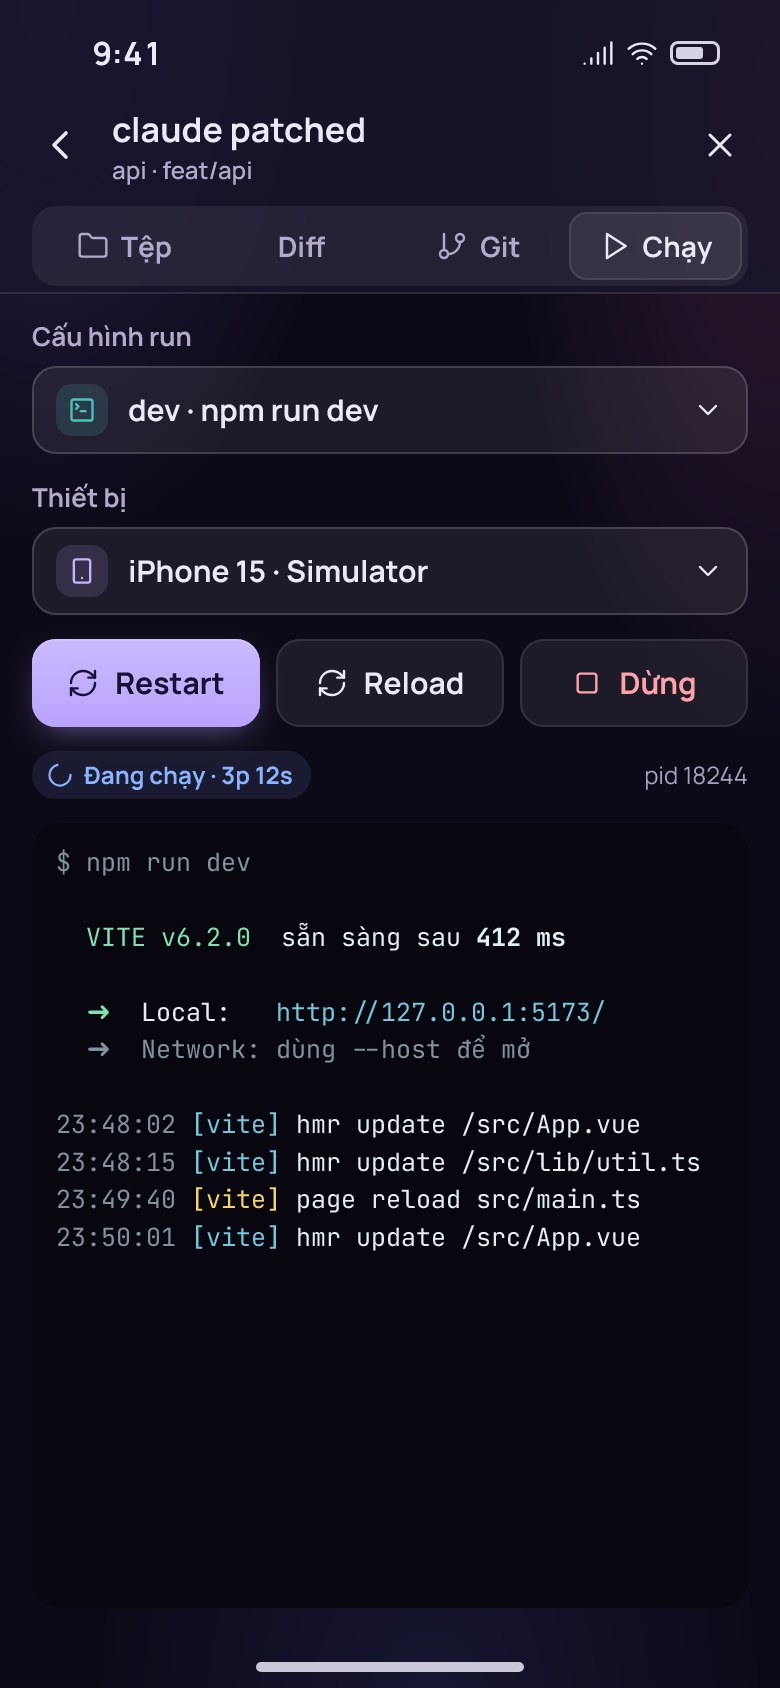 9:41
claude patched
api · feat/api
Tệp
Diff
Git
Chạy
Cấu hình run
dev · npm run dev
Thiết bị
iPhone 15 · Simulator
Restart
Reload
Dừng
Đang chạy · 3p 12s
pid 18244
$ npm run dev
VITE v6.2.0  sẵn sàng sau 412 ms
➜  Local:   http://127.0.0.1:5173/
➜  Network: dùng --host để mở
23:48:02 [vite] hmr update /src/App.vue
23:48:15 [vite] hmr update /src/lib/util.ts
23:49:40 [vite] page reload src/main.ts
23:50:01 [vite] hmr update /src/App.vue